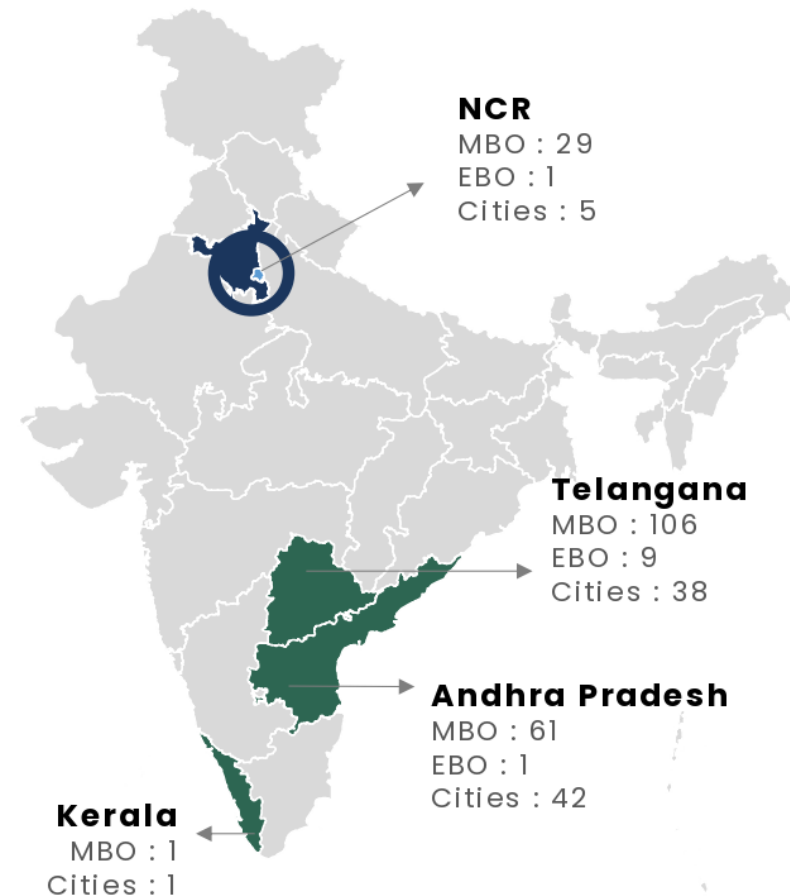 NCR
MBO : 29
EBO : 1
Cities : 5
Telangana
MBO : 106
EBO : 9
Cities : 38
Andhra Pradesh
MBO : 61
EBO : 1
Cities : 42
Kerala
MBO : 1
Cities : 1